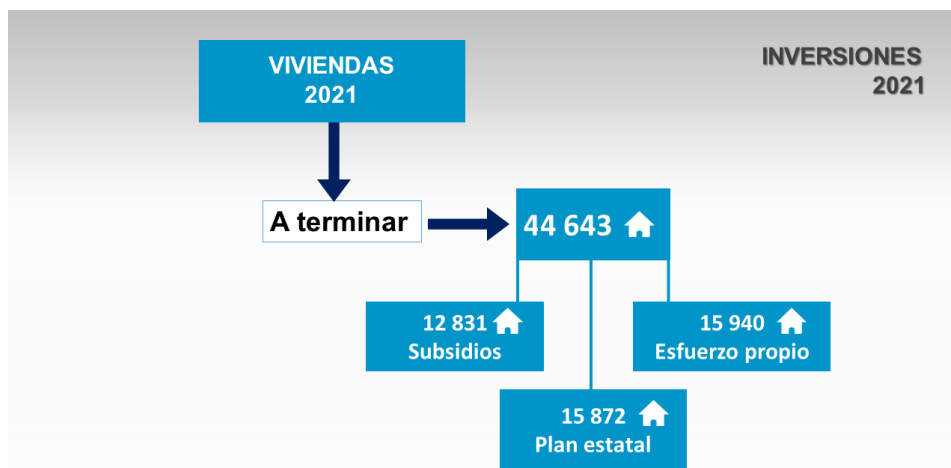 VIVIENDAS
2021
INVERSIONES
2021
A terminar
44 643
12 831
Subsidios
15 940
Esfuerzo propio
15 872
Plan estatal